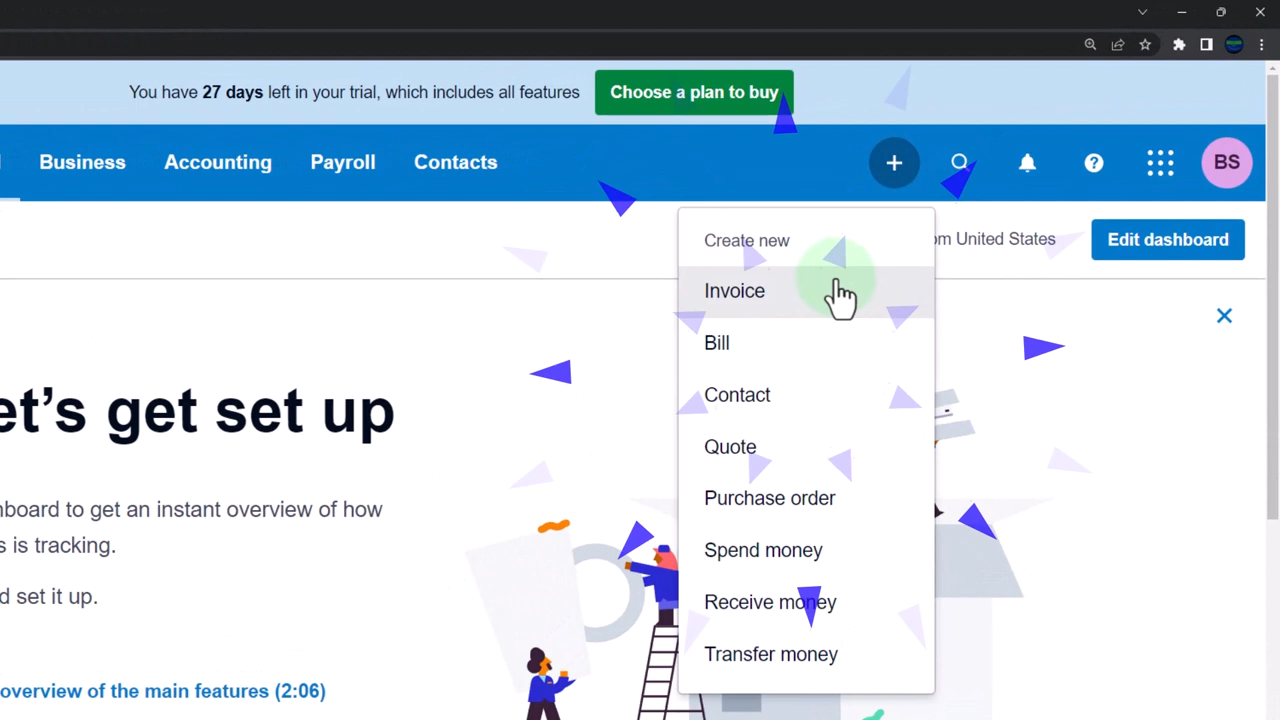 You have 27 days left in your trial, which includes all features
Choose a plan to buy
Business
Accounting
Payroll
Contacts
BS
Create new
United States
Edit dashboard
Invoice
Bill
Contact
Quote
Purchase order
Spend money
Receive money
Transfer money
get set up
to get an instant overview of how
is tracking.
set it up.
overview of the main features (2:06)